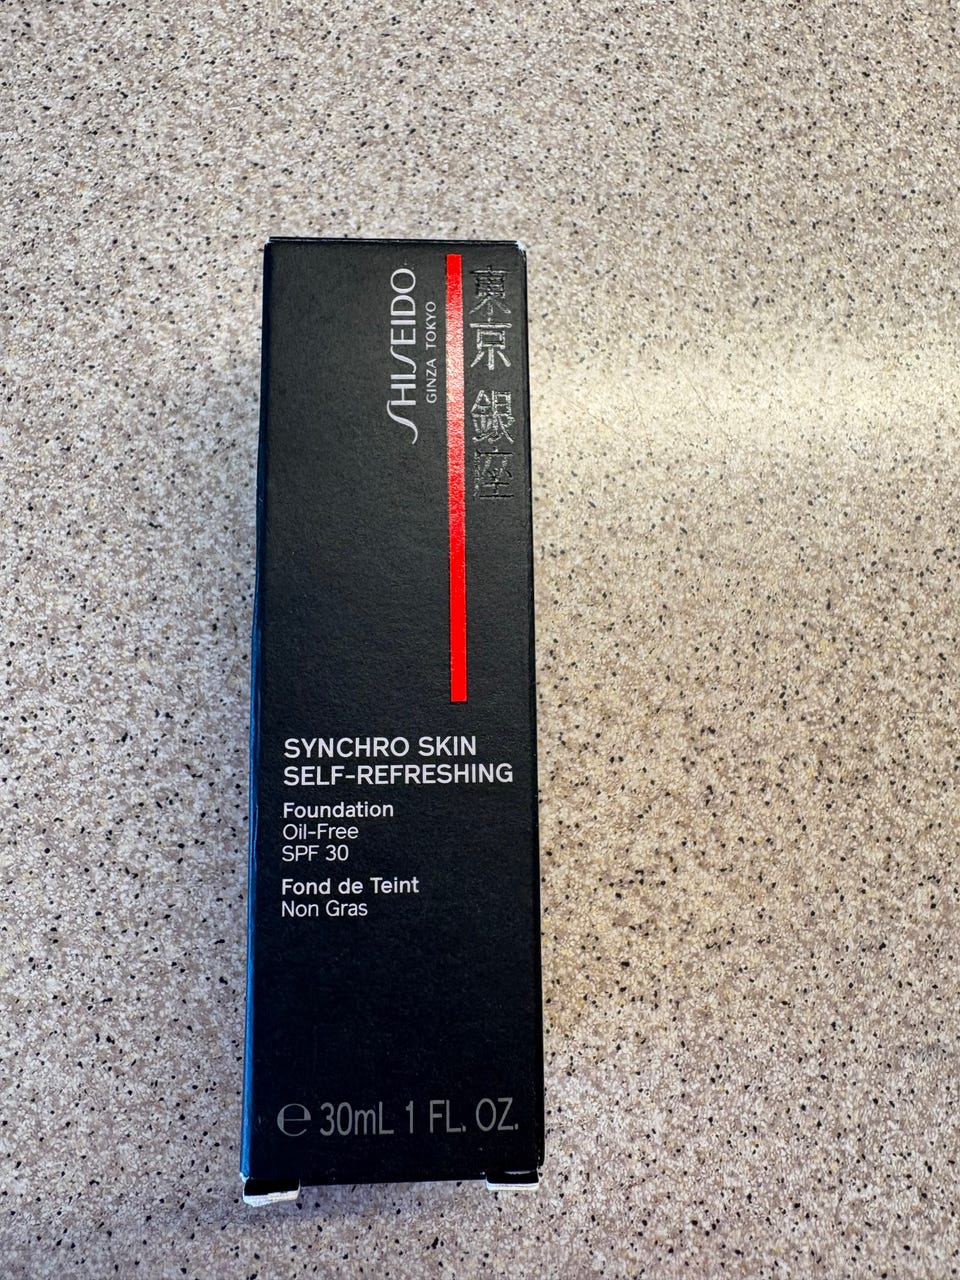 SHISEIDO
GINZA TOKYO
東京 銀座
SYNCHRO SKIN
SELF-REFRESHING
Foundation
Oil-Free
SPF 30
Fond de Teint
Non Gras
℮ 30mL 1 FL. OZ.